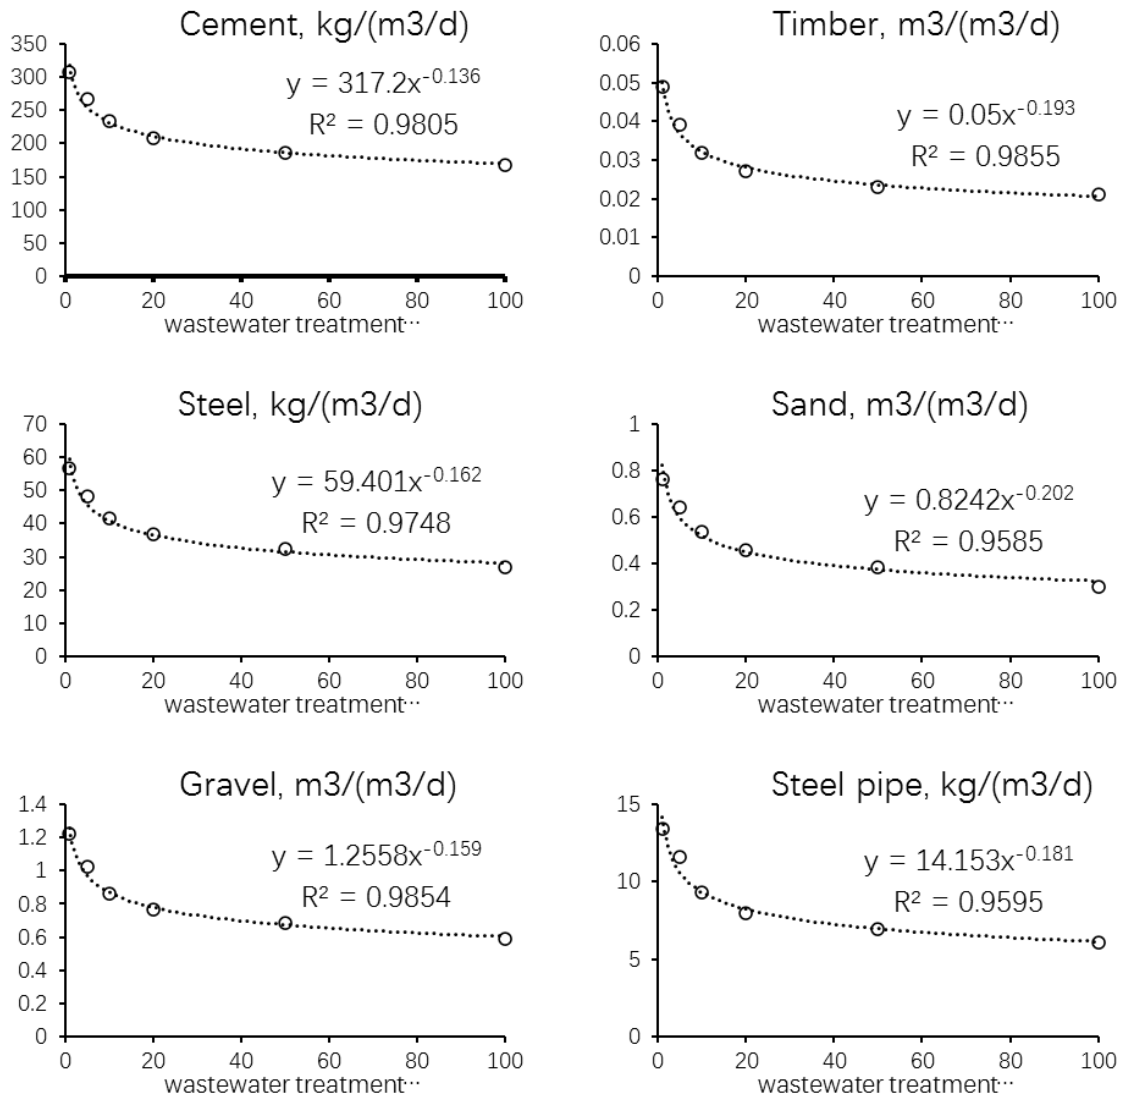 Cement, kg/(m3/d)
350
300
250
200
150
100
50
0
0 20 40 60 80 100
wastewater treatment…
y = 317.2x^-0.136
R² = 0.9805
Timber, m3/(m3/d)
0.06
0.05
0.04
0.03
0.02
0.01
0
0 20 40 60 80 100
wastewater treatment…
y = 0.05x^-0.193
R² = 0.9855
Steel, kg/(m3/d)
70
60
50
40
30
20
10
0
0 20 40 60 80 100
wastewater treatment…
y = 59.401x^-0.162
R² = 0.9748
Sand, m3/(m3/d)
1
0.8
0.6
0.4
0.2
0
0 20 40 60 80 100
wastewater treatment…
y = 0.8242x^-0.202
R² = 0.9585
Gravel, m3/(m3/d)
1.4
1.2
1
0.8
0.6
0.4
0.2
0
0 20 40 60 80 100
wastewater treatment…
y = 1.2558x^-0.159
R² = 0.9854
Steel pipe, kg/(m3/d)
15
10
5
0
0 20 40 60 80 100
wastewater treatment…
y = 14.153x^-0.181
R² = 0.9595